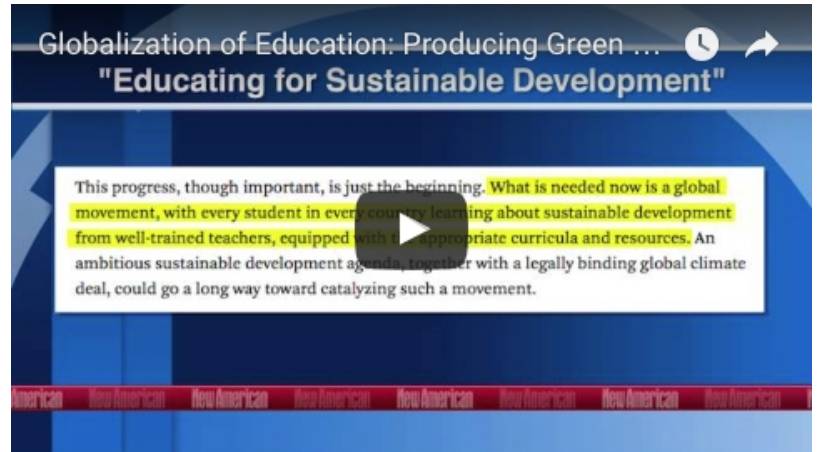 Globalization of Education: Producing Green ...
"Educating for Sustainable Development"
This progress, though important, is just the beginning. What is needed now is a global
movement, with every student in every country learning about sustainable development
from well-trained teachers, equipped with the appropriate curricula and resources. An
ambitious sustainable development agenda, together with a legally binding global climate
deal, could go a long way toward catalyzing such a movement.
American New American New American New American New American New American New American New American